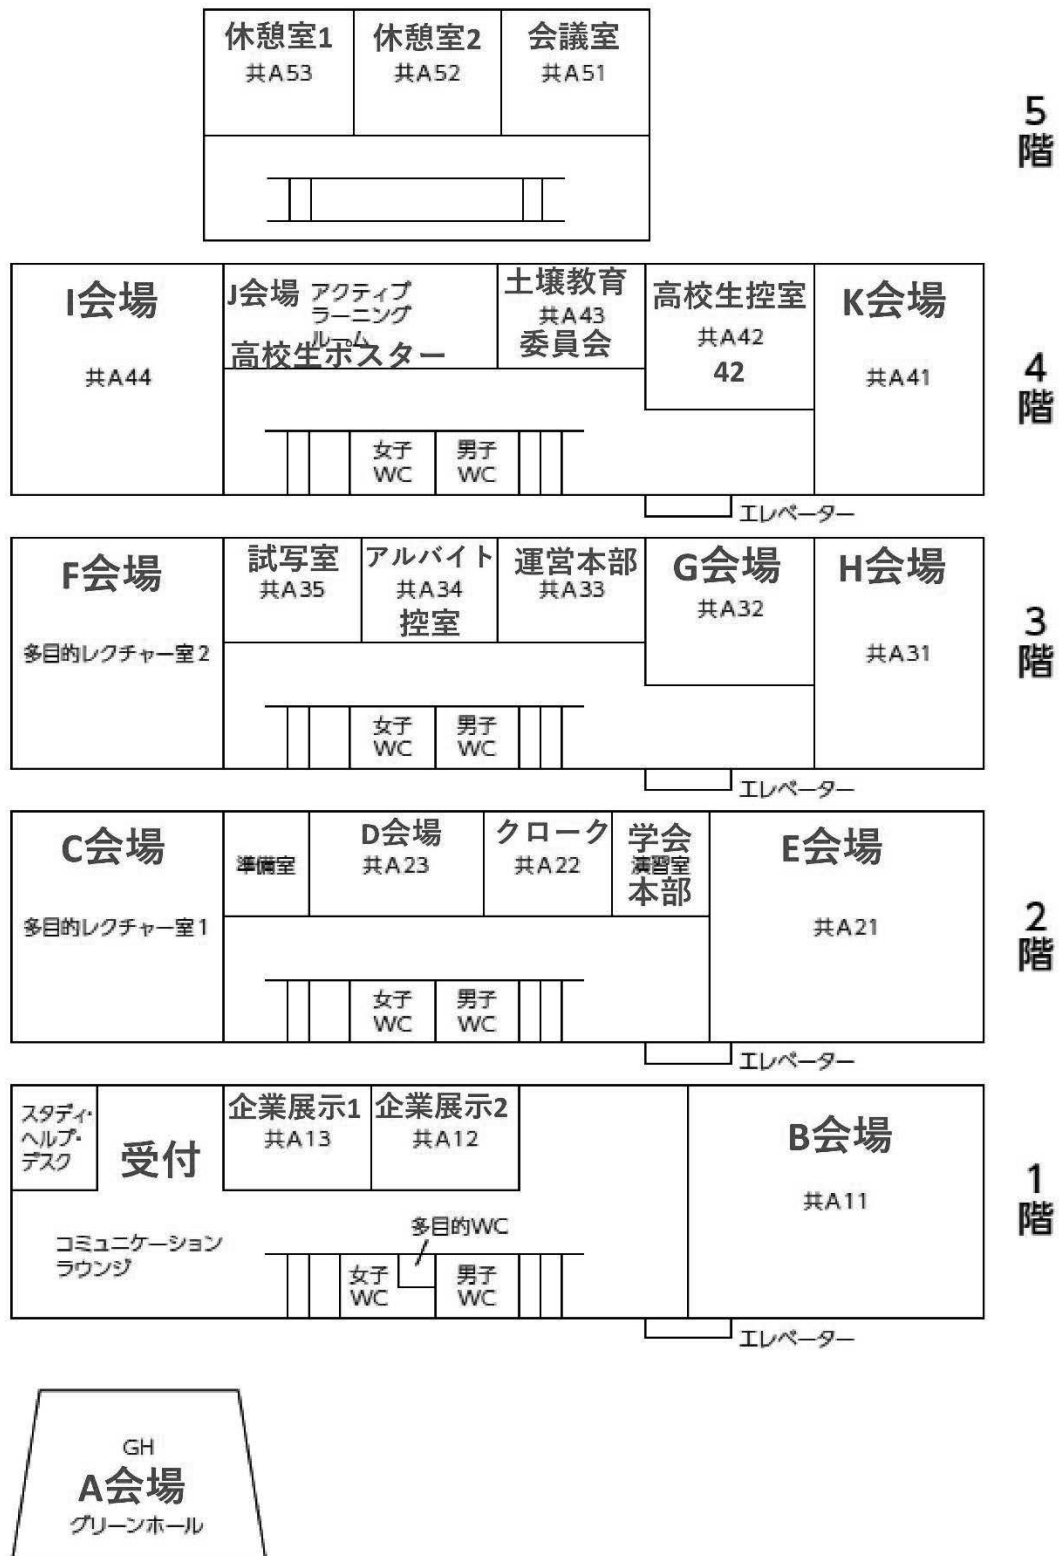 休憩室1
共A53
休憩室2
共A52
会議室
共A51
5
階
I会場
共A44
J会場
アクティブ
ラーニング
ルーム
高校生ポスター
土壌教育
共A43
委員会
高校生控室
共A42
42
K会場
共A41
4
階
女子
WC
男子
WC
エレベーター
F会場
多目的レクチャー室2
試写室
共A35
アルバイト
共A34
控室
運営本部
共A33
G会場
共A32
H会場
共A31
3
階
女子
WC
男子
WC
エレベーター
C会場
多目的レクチャー室1
準備室
D会場
共A23
クローク
共A22
学会
演習室
本部
E会場
共A21
2
階
女子
WC
男子
WC
エレベーター
スタディ・
ヘルプ・
デスク
受付
企業展示1
共A13
企業展示2
共A12
B会場
共A11
1
階
コミュニケーション
ラウンジ
多目的WC
女子
WC
男子
WC
エレベーター
GH
A会場
グリーンホール